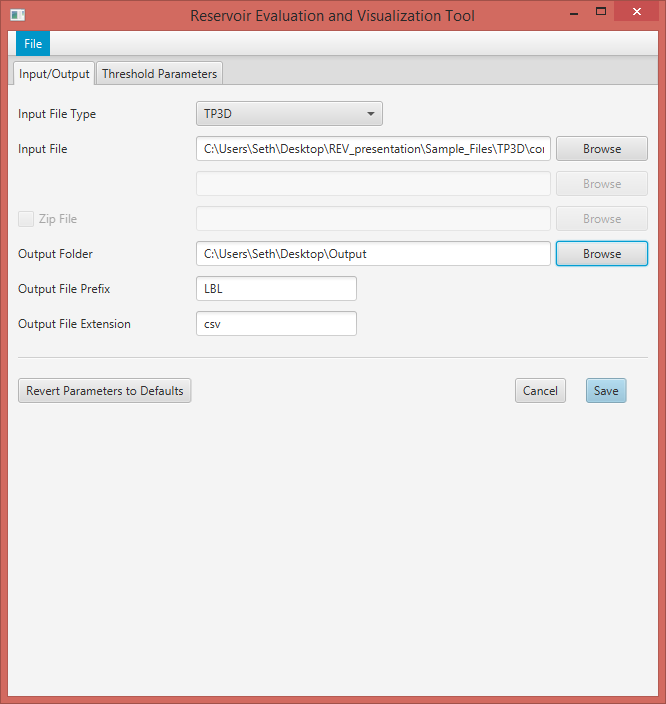 Reservoir Evaluation and Visualization Tool
File
Input/Output Threshold Parameters
Input File Type TP3D
Input File C:\Users\Seth\Desktop\REV_presentation\Sample_Files\TP3D\con Browse
Browse
Zip File Browse
Output Folder C:\Users\Seth\Desktop\Output Browse
Output File Prefix LBL
Output File Extension csv
Revert Parameters to Defaults Cancel Save